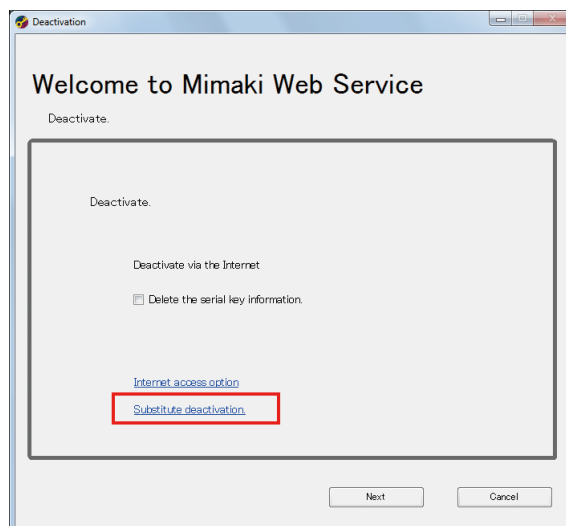 Deactivation
Welcome to Mimaki Web Service
Deactivate.
Deactivate.
Deactivate via the Internet
Delete the serial key information.
Internet access option
Substitute deactivation.
Next
Cancel